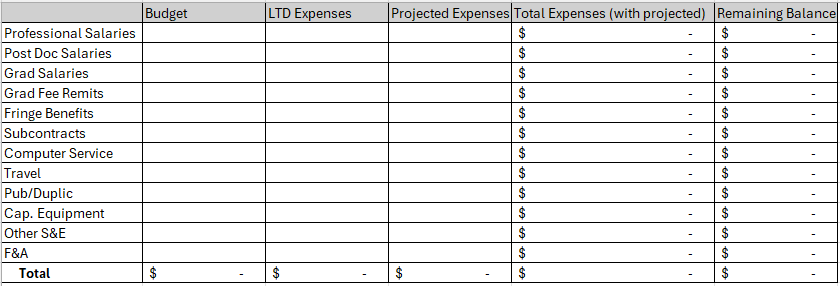 Budget LTD Expenses Projected Expenses Total Expenses (with projected) Remaining Balance
Professional Salaries $ - $ -
Post Doc Salaries $ - $ -
Grad Salaries $ - $ -
Grad Fee Remits $ - $ -
Fringe Benefits $ - $ -
Subcontracts $ - $ -
Computer Service $ - $ -
Travel $ - $ -
Pub/Duplic $ - $ -
Cap. Equipment $ - $ -
Other S&E $ - $ -
F&A $ - $ -
Total $ - $ - $ - $ - $ -